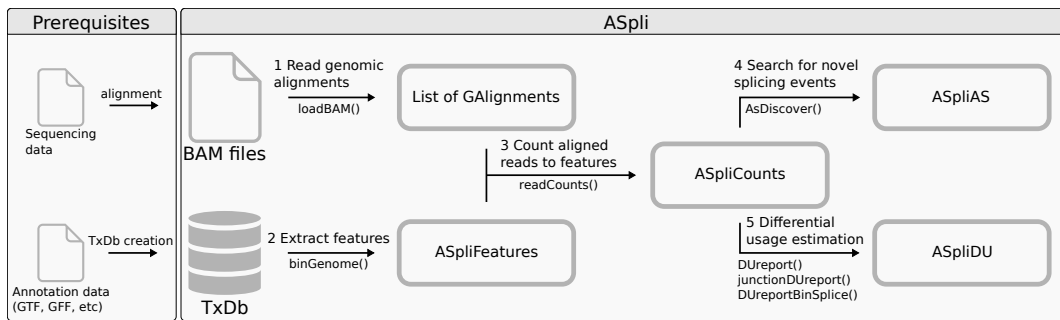 Prerequisites
ASpli
alignment
Sequencing
data
TxDb creation
Annotation data
(GTF, GFF, etc)
BAM files
1 Read genomic
alignments
loadBAM()
List of GAlignments
TxDb
2 Extract features
binGenome()
ASpliFeatures
3 Count aligned
reads to features
readCounts()
ASpliCounts
4 Search for novel
splicing events
AsDiscover()
ASpliAS
5 Differential
usage estimation
DUreport()
junctionDUreport()
DUreportBinSplice()
ASpliDU